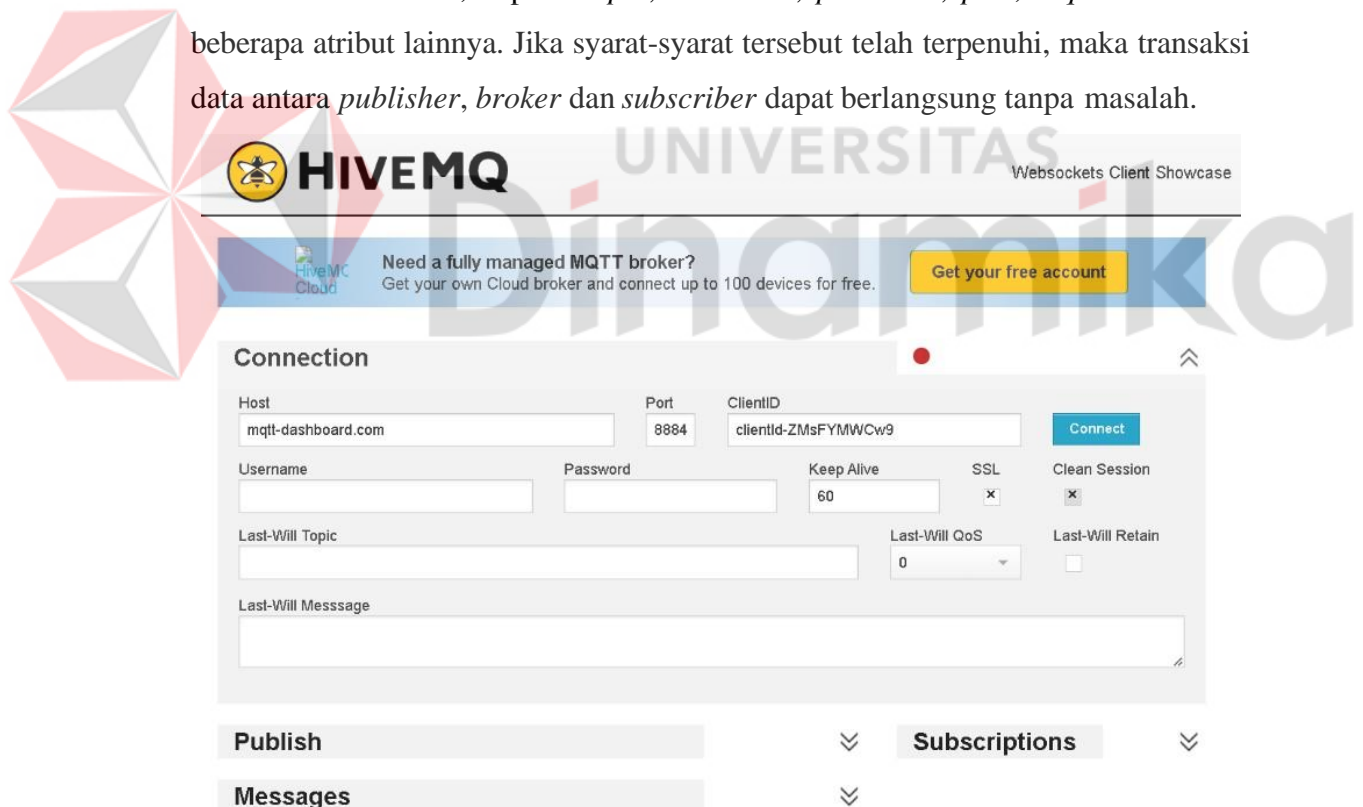 beberapa atribut lainnya. Jika syarat-syarat tersebut telah terpenuhi, maka transaksi
data antara publisher, broker dan subscriber dapat berlangsung tanpa masalah.
UNIVERSITAS
Dinamika
HIVEMQ
Websockets Client Showcase
HiveMC
Cloud
Need a fully managed MQTT broker?
Get your own Cloud broker and connect up to 100 devices for free.
Get your free account
Connection
Host
Port
ClientID
mqtt-dashboard.com
8884
clientId-ZMsFYMWCw9
Connect
Username
Password
Keep Alive
SSL
Clean Session
60
Last-Will Topic
Last-Will QoS
Last-Will Retain
0
Last-Will Messsage
Publish
Subscriptions
Messages